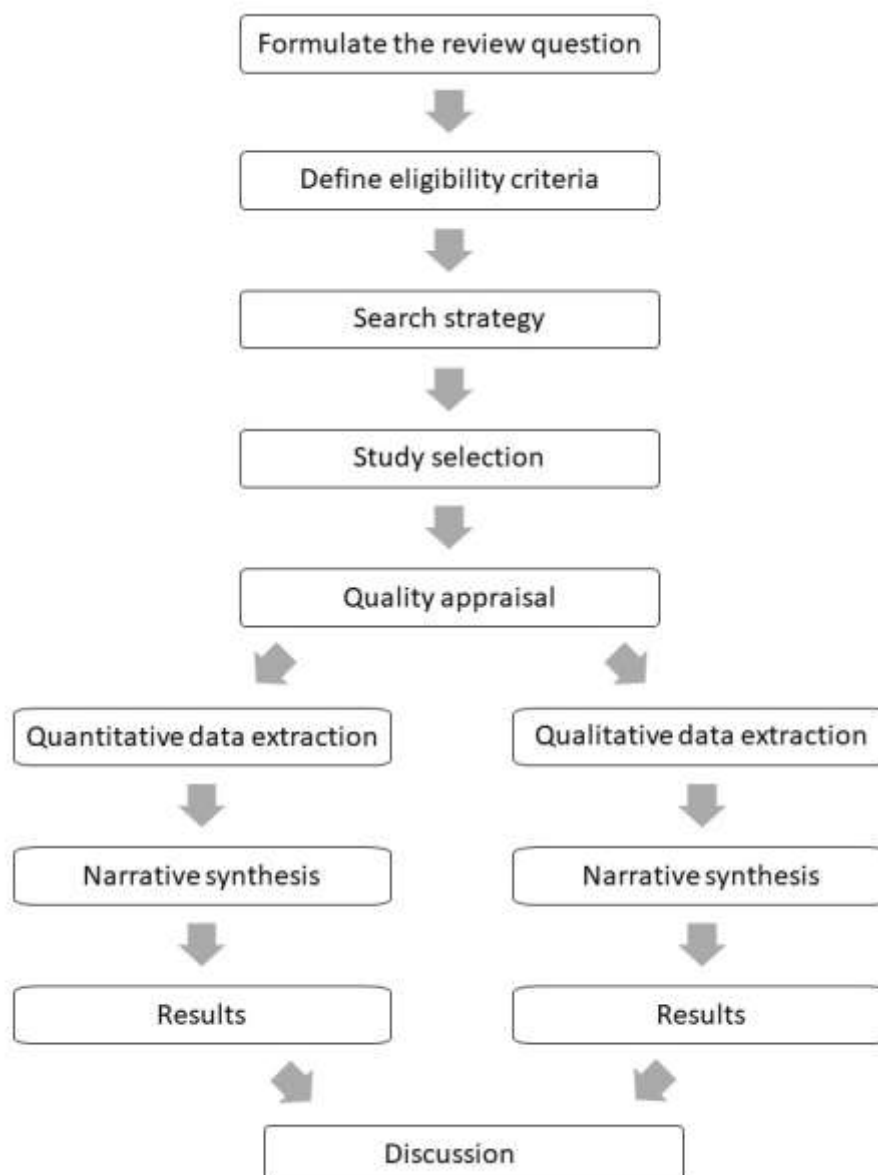 Formulate the review question
Define eligibility criteria
Search strategy
Study selection
Quality appraisal
Quantitative data extraction
Qualitative data extraction
Narrative synthesis
Narrative synthesis
Results
Results
Discussion